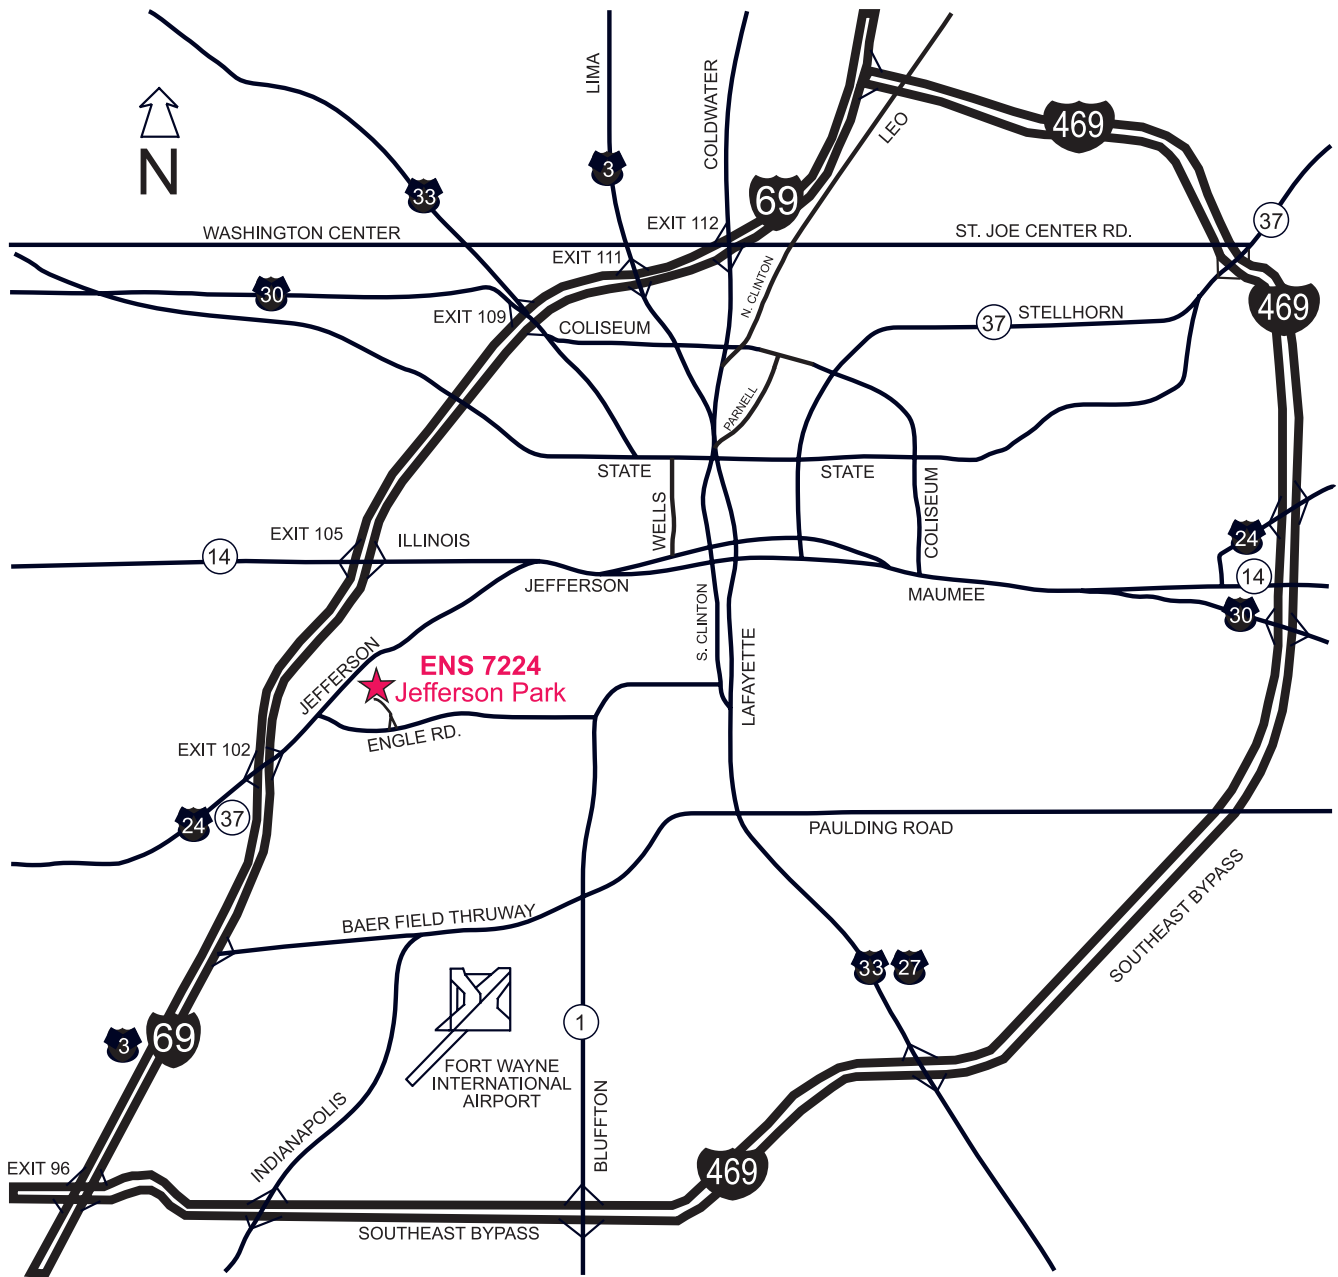 LIMA
COLDWATER
LEO
469
3
33
69
N
37
EXIT 112
WASHINGTON CENTER
ST. JOE CENTER RD.
EXIT 111
30
N. CLINTON
469
EXIT 109
COLISEUM
37
STELLHORN
PARNELL
STATE
STATE
WELLS
COLISEUM
EXIT 105
ILLINOIS
24
14
14
JEFFERSON
MAUMEE
30
S. CLINTON
LAFAYETTE
JEFFERSON
ENS 7224
Jefferson Park
ENGLE RD.
EXIT 102
24
37
PAULDING ROAD
BAER FIELD THRUWAY
SOUTHEAST BYPASS
33
27
3
69
1
FORT WAYNE
INTERNATIONAL
AIRPORT
INDIANAPOLIS
BLUFFTON
EXIT 96
469
SOUTHEAST BYPASS